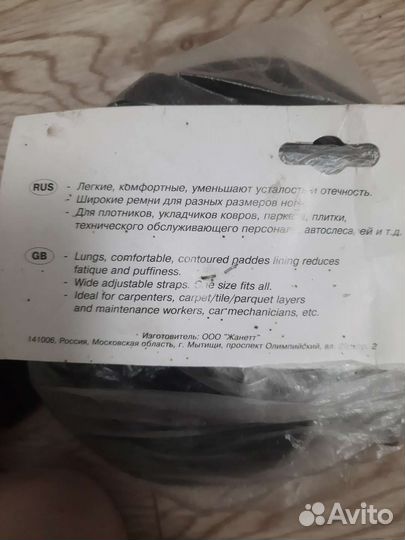 RUS - Легкие, комфортные, уменьшают усталость и отечность.
- Широкие ремни для разных размеров ног.
- Для плотников, укладчиков ковров, паркета, плитки,
технического обслуживающего персонала, автослесарей и т.д.
GB - Lungs, comfortable, contoured paddes lining reduces
fatique and puffiness.
- Wide adjustable straps. One size fits all.
- Ideal for carpenters, carpet/tile/parquet layers
and maintenance workers, car mechanicians, etc.
Изготовитель: ООО "Жанетт"
141006, Россия, Московская область, г. Мытищи, проспект Олимпийский, вл. 2
Avito